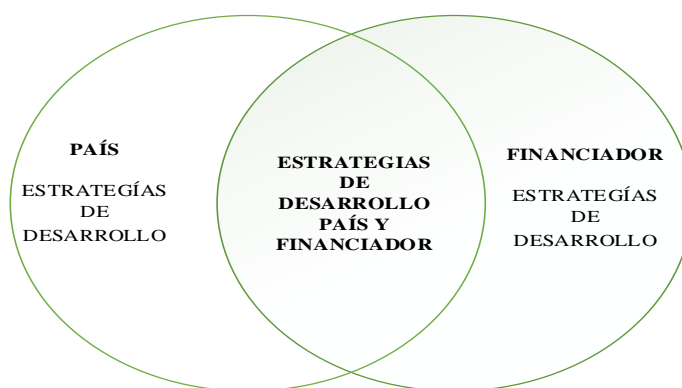 PAÍS
ESTRATEGÍAS
DE
DESARROLLO
ESTRATEGIAS
DE
DESARROLLO
PAÍS Y
FINANCIADOR
FINANCIADOR
ESTRATEGÍAS
DE
DESARROLLO